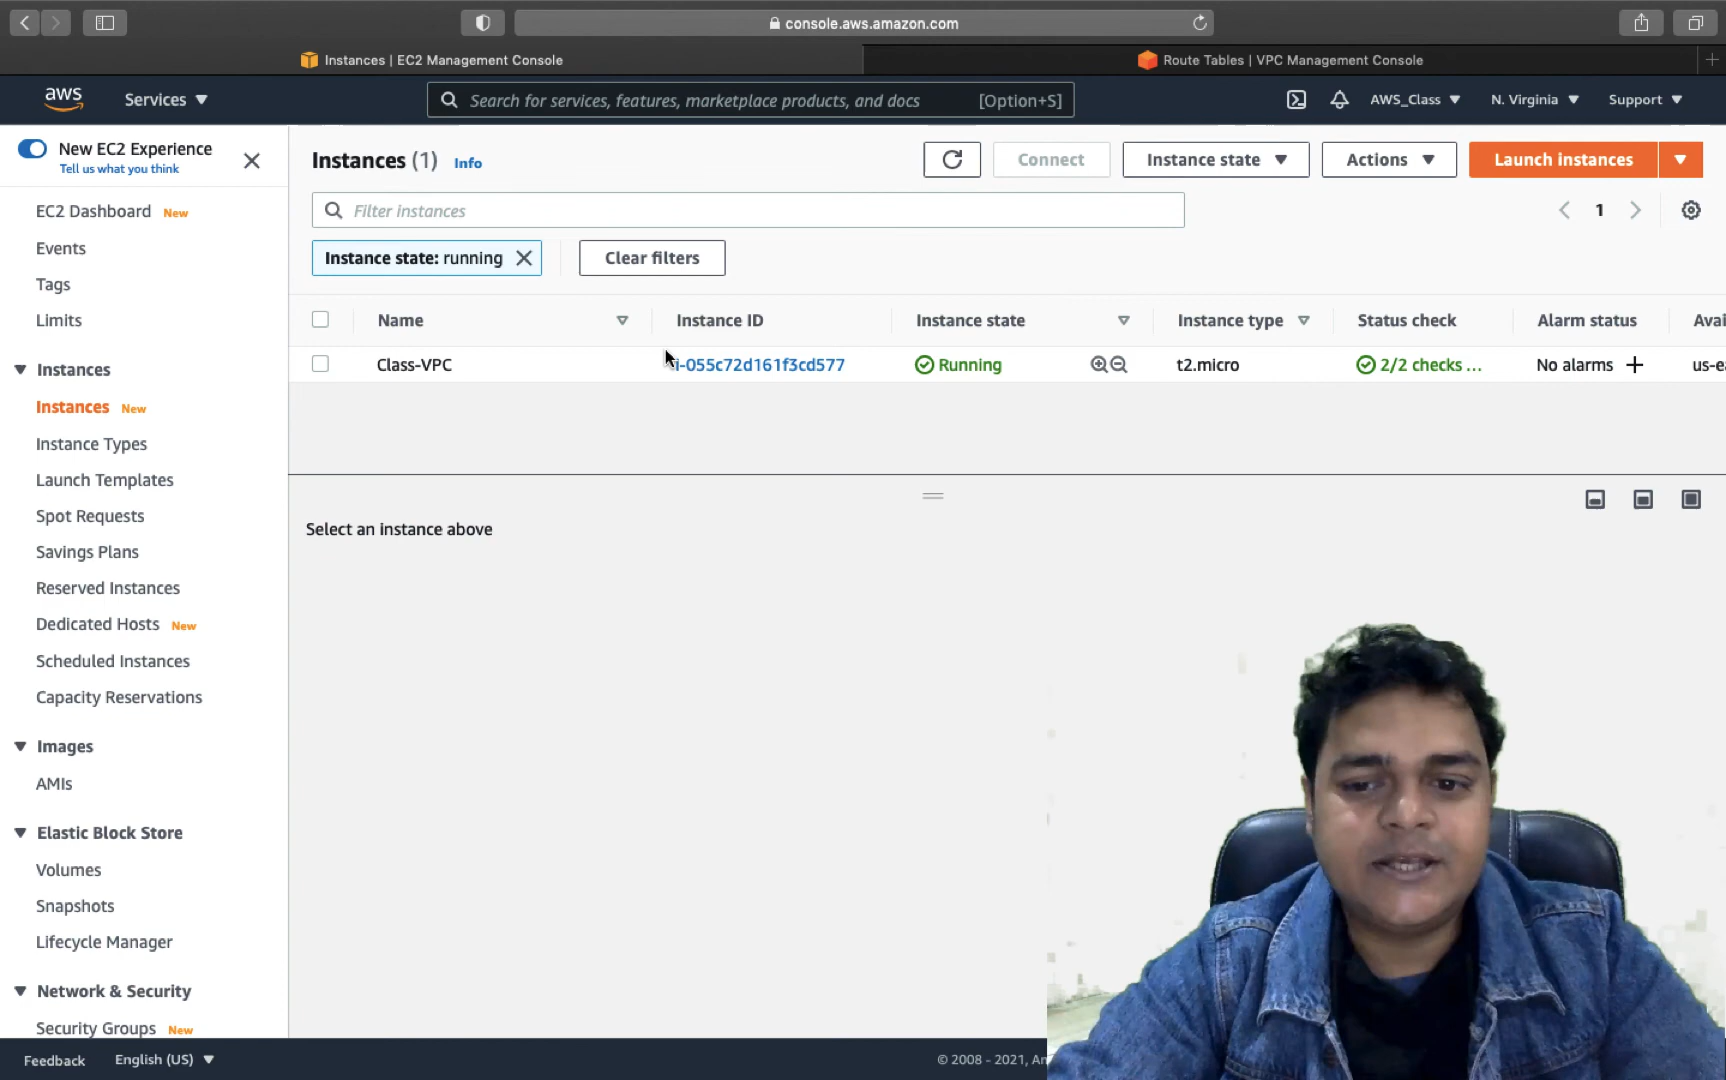 console.aws.amazon.com
Instances | EC2 Management Console
Route Tables | VPC Management Console
aws
Services
Search for services, features, marketplace products, and docs
[Option+S]
AWS_Class
N. Virginia
Support
New EC2 Experience
Tell us what you think
EC2 Dashboard New
Events
Tags
Limits
Instances
Instances New
Instance Types
Launch Templates
Spot Requests
Savings Plans
Reserved Instances
Dedicated Hosts New
Scheduled Instances
Capacity Reservations
Images
AMIs
Elastic Block Store
Volumes
Snapshots
Lifecycle Manager
Network & Security
Security Groups New
Instances (1) Info
Connect
Instance state
Actions
Launch instances
Filter instances
1
Instance state: running
Clear filters
Name Instance ID Instance state Instance type Status check Alarm status Avai
Class-VPC i-055c72d161f3cd577 Running t2.micro 2/2 checks ... No alarms + us-ea
Select an instance above
Feedback English (US) © 2008 - 2021, Am